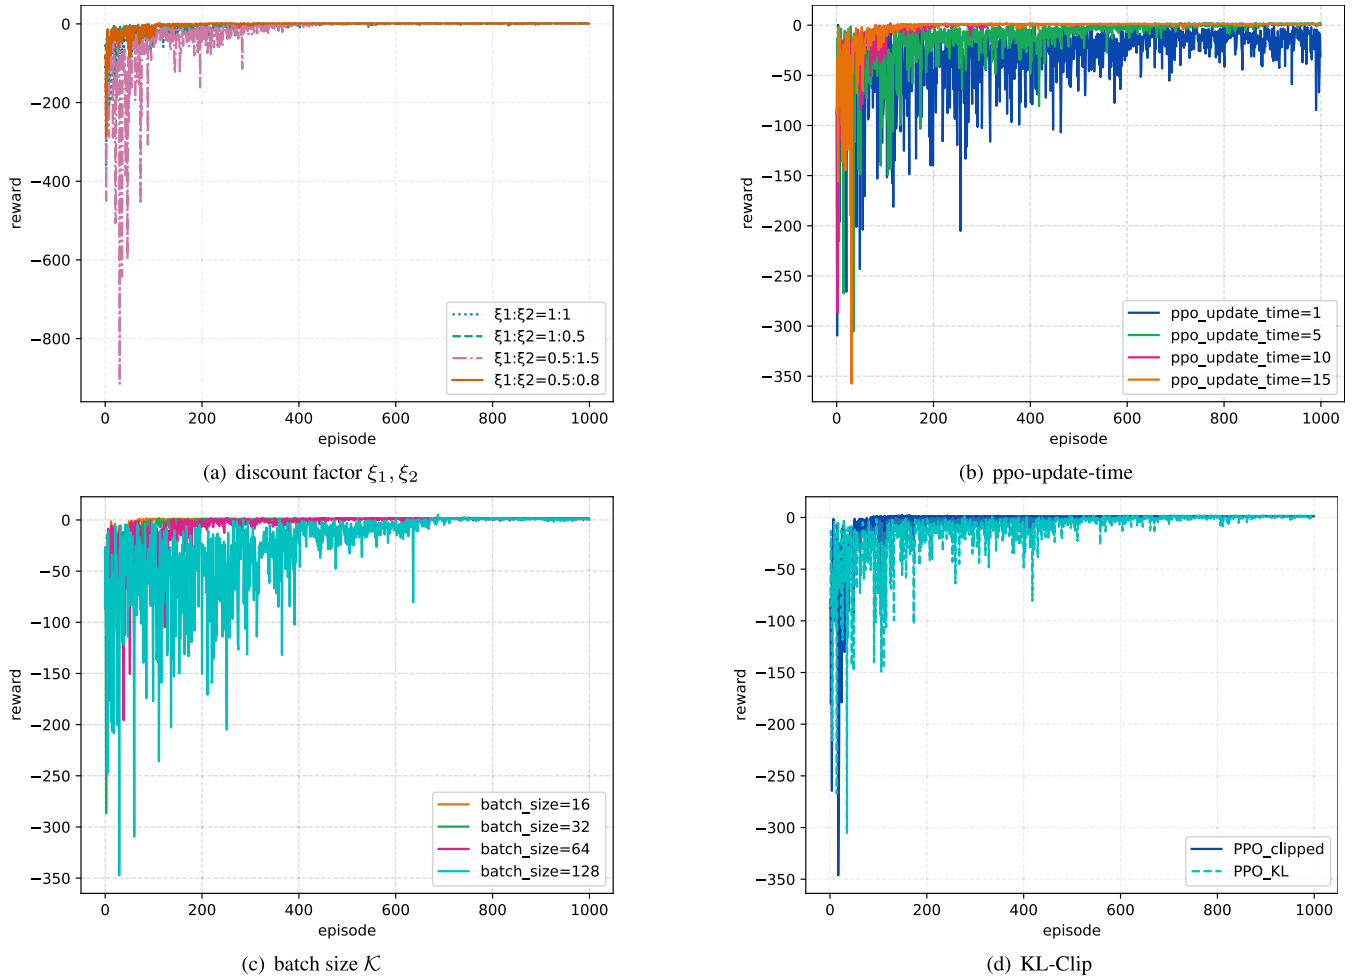 0
−200
−400
−600
−800
reward
0
200
400
600
800
1000
episode
ξ1:ξ2=1:1
ξ1:ξ2=1:0.5
ξ1:ξ2=0.5:1.5
ξ1:ξ2=0.5:0.8
(a) discount factor ξ₁, ξ₂
0
−50
−100
−150
−200
−250
−300
−350
reward
0
200
400
600
800
1000
episode
ppo_update_time=1
ppo_update_time=5
ppo_update_time=10
ppo_update_time=15
(b) ppo-update-time
0
−50
−100
−150
−200
−250
−300
−350
reward
0
200
400
600
800
1000
episode
batch_size=16
batch_size=32
batch_size=64
batch_size=128
(c) batch size 𝒦
0
−50
−100
−150
−200
−250
−300
−350
reward
0
200
400
600
800
1000
episode
PPO_clipped
PPO_KL
(d) KL-Clip